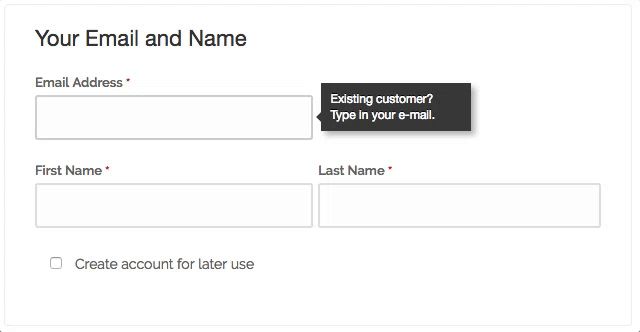 Your Email and Name
Email Address *
Existing customer?
Type in your e-mail.
First Name *
Last Name *
Create account for later use